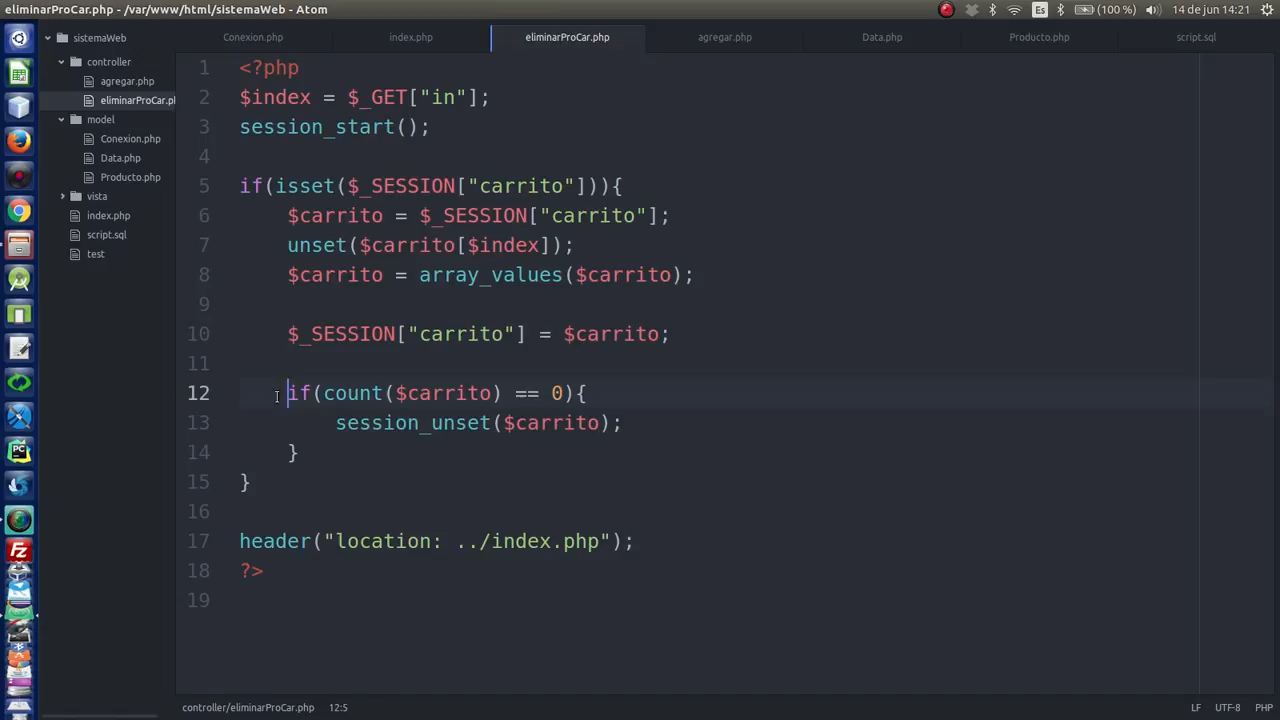 eliminarProCar.php - /var/www/html/sistemaWeb - Atom
Es
(100 %)
14 de jun 14:21
sistemaWeb
controller
agregar.php
eliminarProCar.p
model
Conexion.php
Data.php
Producto.php
vista
index.php
script.sql
test
Conexion.php
index.php
eliminarProCar.php
agregar.php
Data.php
Producto.php
script.sql
1 <?php
2 $index = $_GET["in"];
3 session_start();
4
5 if(isset($_SESSION["carrito"])){
6 $carrito = $_SESSION["carrito"];
7 unset($carrito[$index]);
8 $carrito = array_values($carrito);
9
10 $_SESSION["carrito"] = $carrito;
11
12 if(count($carrito) == 0){
13 session_unset($carrito);
14 }
15 }
16
17 header("location: ../index.php");
18 ?>
19
controller/eliminarProCar.php 12:5
LF UTF-8 PHP